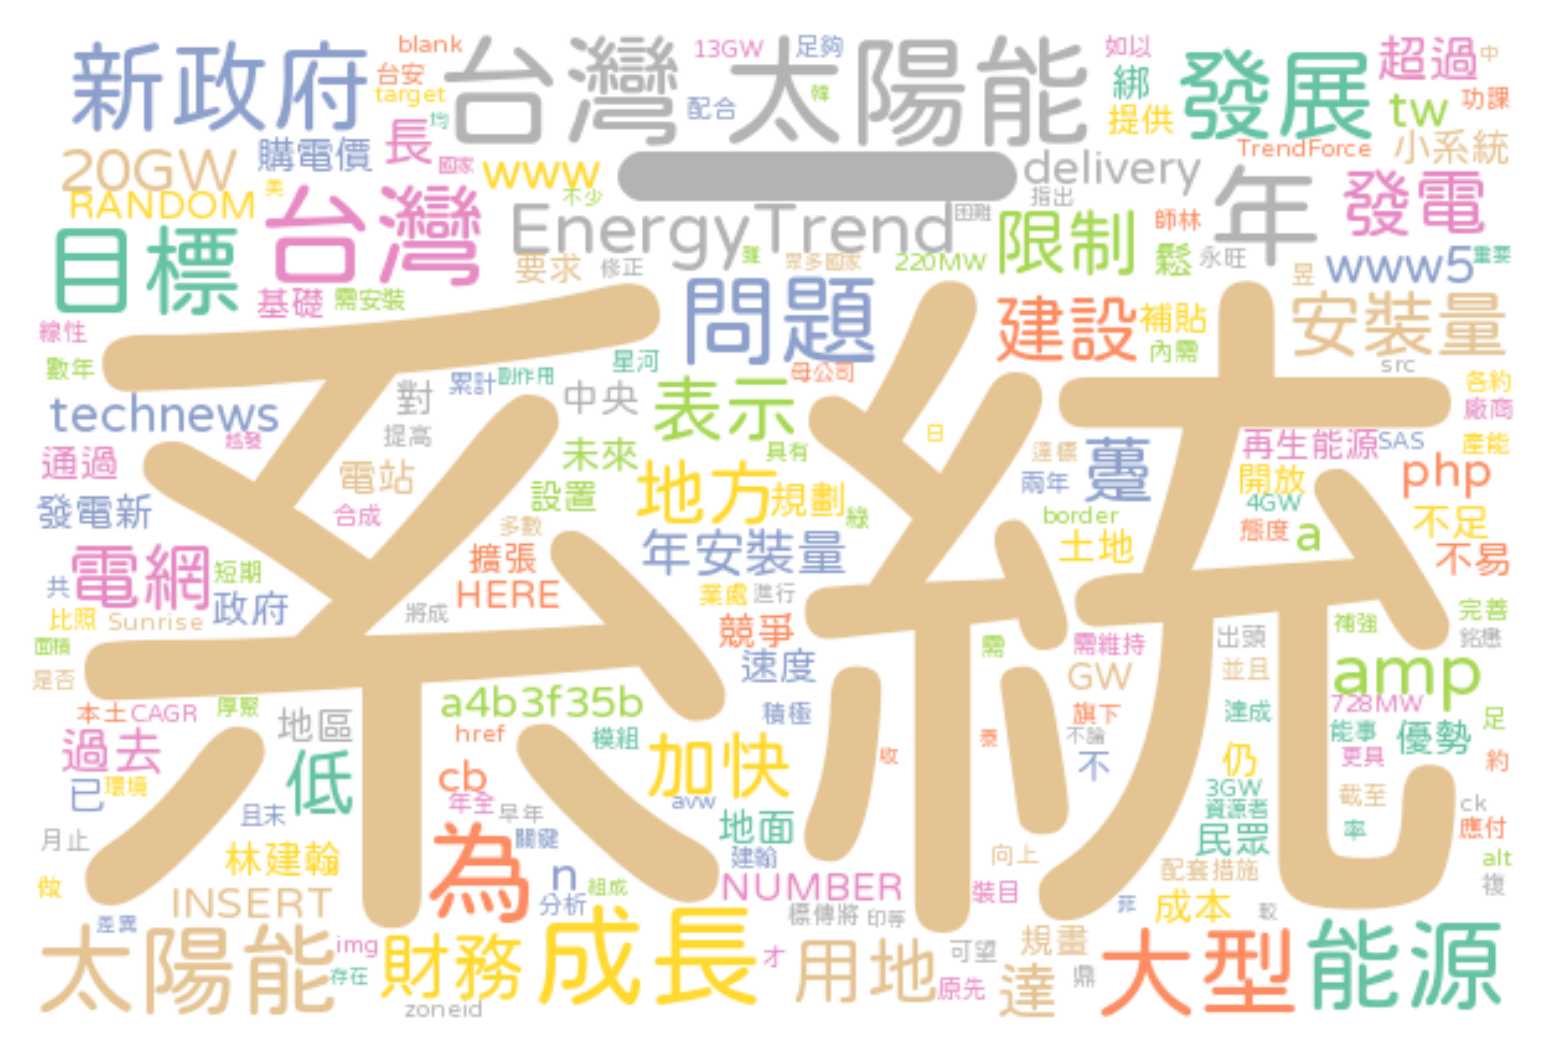 blank
台安
target
新政府
台灣
13GW
足夠
太陽能
配合
韓
如以
綁
提供
發展
超過
中
tw
功課
均
20GW
購電價
長
國家
www
delivery
TrendForce
小系統
RANDOM
美
台灣
不少
指出
年
發電
EnergyTrend
困難
限制
師林
目標
要求
修正
眾多國家
220MW
鬆
永旺
www5
重要
基礎
需安裝
問題
建設
補貼
昱
安裝量
線性
星河
母公司
內需
src
數年
對
累計
副作用
中央
表示
各約
廠商
technews
提高
未來
具有
日
達標
躉
再生能源
SAS
產能
通過
電站
設置
地方
規劃
兩年
開放
php
發電新
合成
多數
綠
border
4GW
態度
a
不足
電網
短期
擴張
年安裝量
土地
不易
共
政府
HERE
業處
進行
比照
Sunrise
將成
競爭
完善
面積
速度
需
需維持
出頭
補強
銘懋
是否
GW
並且
amp
本土
CAGR
厚聚
a4b3f35b
積極
旗下
達成
728MW
足
過去
地區
href
模組
加快
收
泰
不論
能事
優勢
低
cb
不
仍
更具
約
已
環境
年全
早年
avw
3GW
資源者
截至
ck
且末
關鍵
地面
民眾
率
應付
月止
林建翰
為
建翰
向上
配套措施
alt
複
做
INSERT
n
組成
NUMBER
裝目
分析
標傳將
印等
菲
成本
較
差異
太陽能
img
存在
財務
成長
才
用地
可望
原先
規畫
達
鼎
大型
能源
zoneid
系統